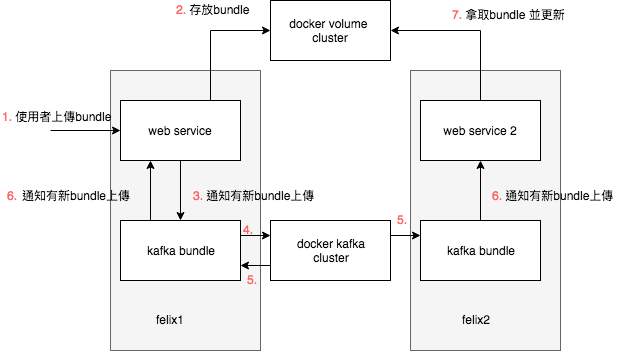 2. 存放bundle
docker volume
cluster
7. 拿取bundle 並更新
1. 使用者上傳bundle
web service
web service 2
6. 通知有新bundle上傳
3. 通知有新bundle上傳
6. 通知有新bundle上傳
kafka bundle
4.
5.
docker kafka
cluster
5.
kafka bundle
felix1
felix2